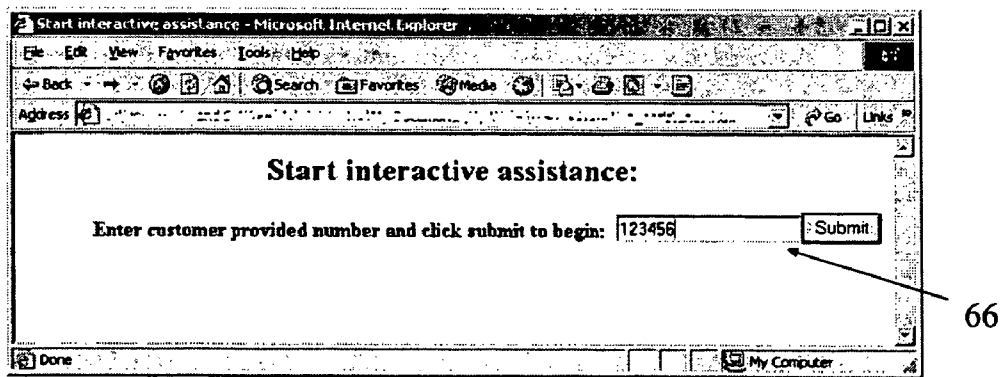 Start interactive assistance - Microsoft Internet Explorer
File Edit View Favorites Tools Help
Back Search Favorites Media
Address Go Links
Start interactive assistance:
Enter customer provided number and click submit to begin: 123456 Submit
66
Done My Computer